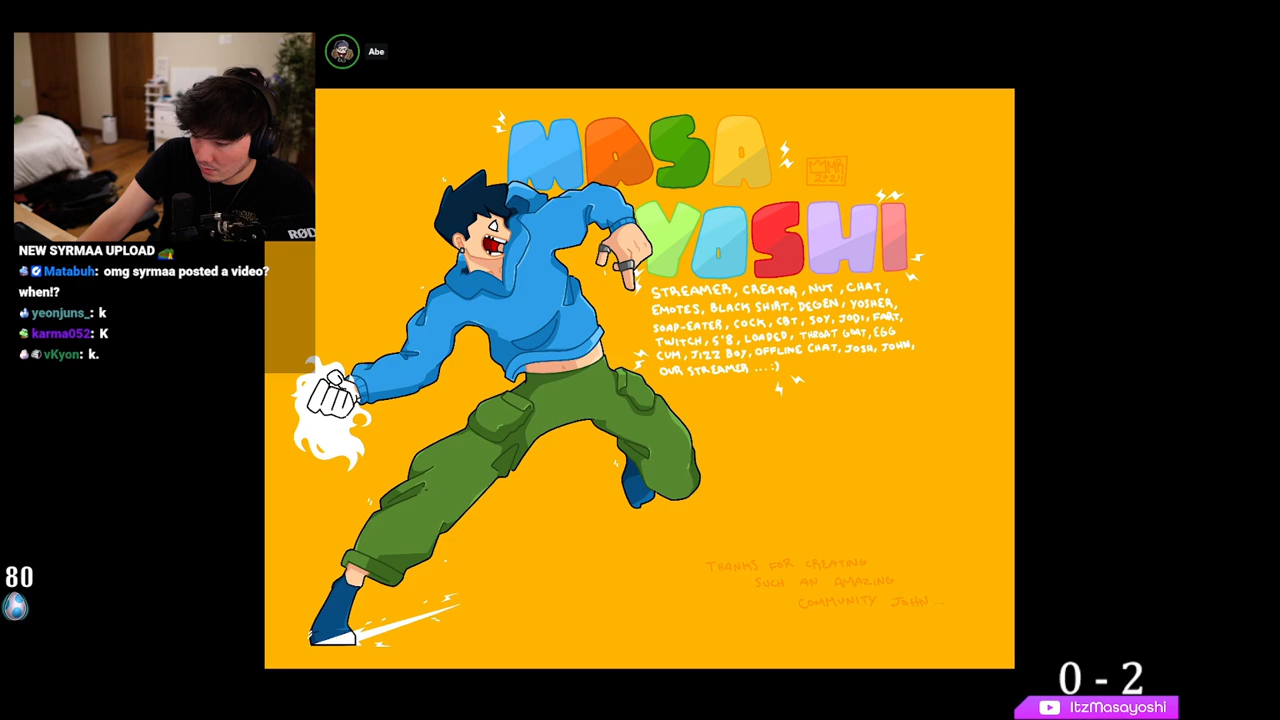 Abe
RØD
NEW SYRMAA UPLOAD
Matabuh: omg syrmaa posted a video?
when!?
yeonjuns_: k
karma052: K
vKyon: k.
80
MASA
MR
2024
YOSHI
STREAMER, CREATOR, NUT, CHAT,
EMOTES, BLACK SHIRT, DEGEN, YOSHER,
SOAP-EATER, COCK, CBT, SOY, JODI, FART,
TWITCH, 5'8, LOADED, THROAT GOAT, EGG
CUM, JIZZ BOY, OFFLINE CHAT, JOSH, JOHN,
OUR STREAMER ... :)
THANKS FOR CREATING
SUCH AN AMAZING
COMMUNITY JOHN...
0 - 2
ItzMasayoshi